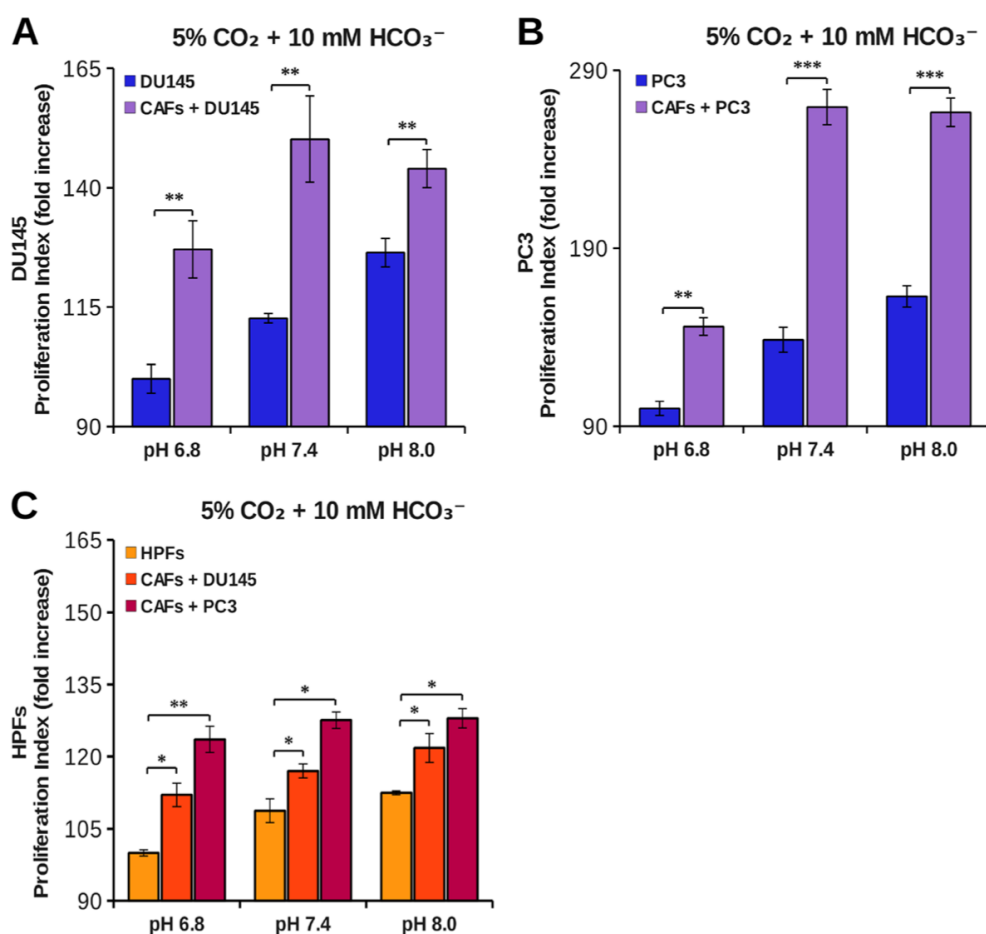 A
5% CO₂ + 10 mM HCO₃⁻
DU145
Proliferation Index (fold increase)
165
140
115
90
DU145
CAFs + DU145
**
**
**
pH 6.8
pH 7.4
pH 8.0
B
5% CO₂ + 10 mM HCO₃⁻
PC3
Proliferation Index (fold increase)
290
190
90
PC3
CAFs + PC3
**
***
***
pH 6.8
pH 7.4
pH 8.0
C
5% CO₂ + 10 mM HCO₃⁻
HPFs
Proliferation Index (fold increase)
165
150
135
120
105
90
HPFs
CAFs + DU145
CAFs + PC3
**
*
*
*
*
*
pH 6.8
pH 7.4
pH 8.0